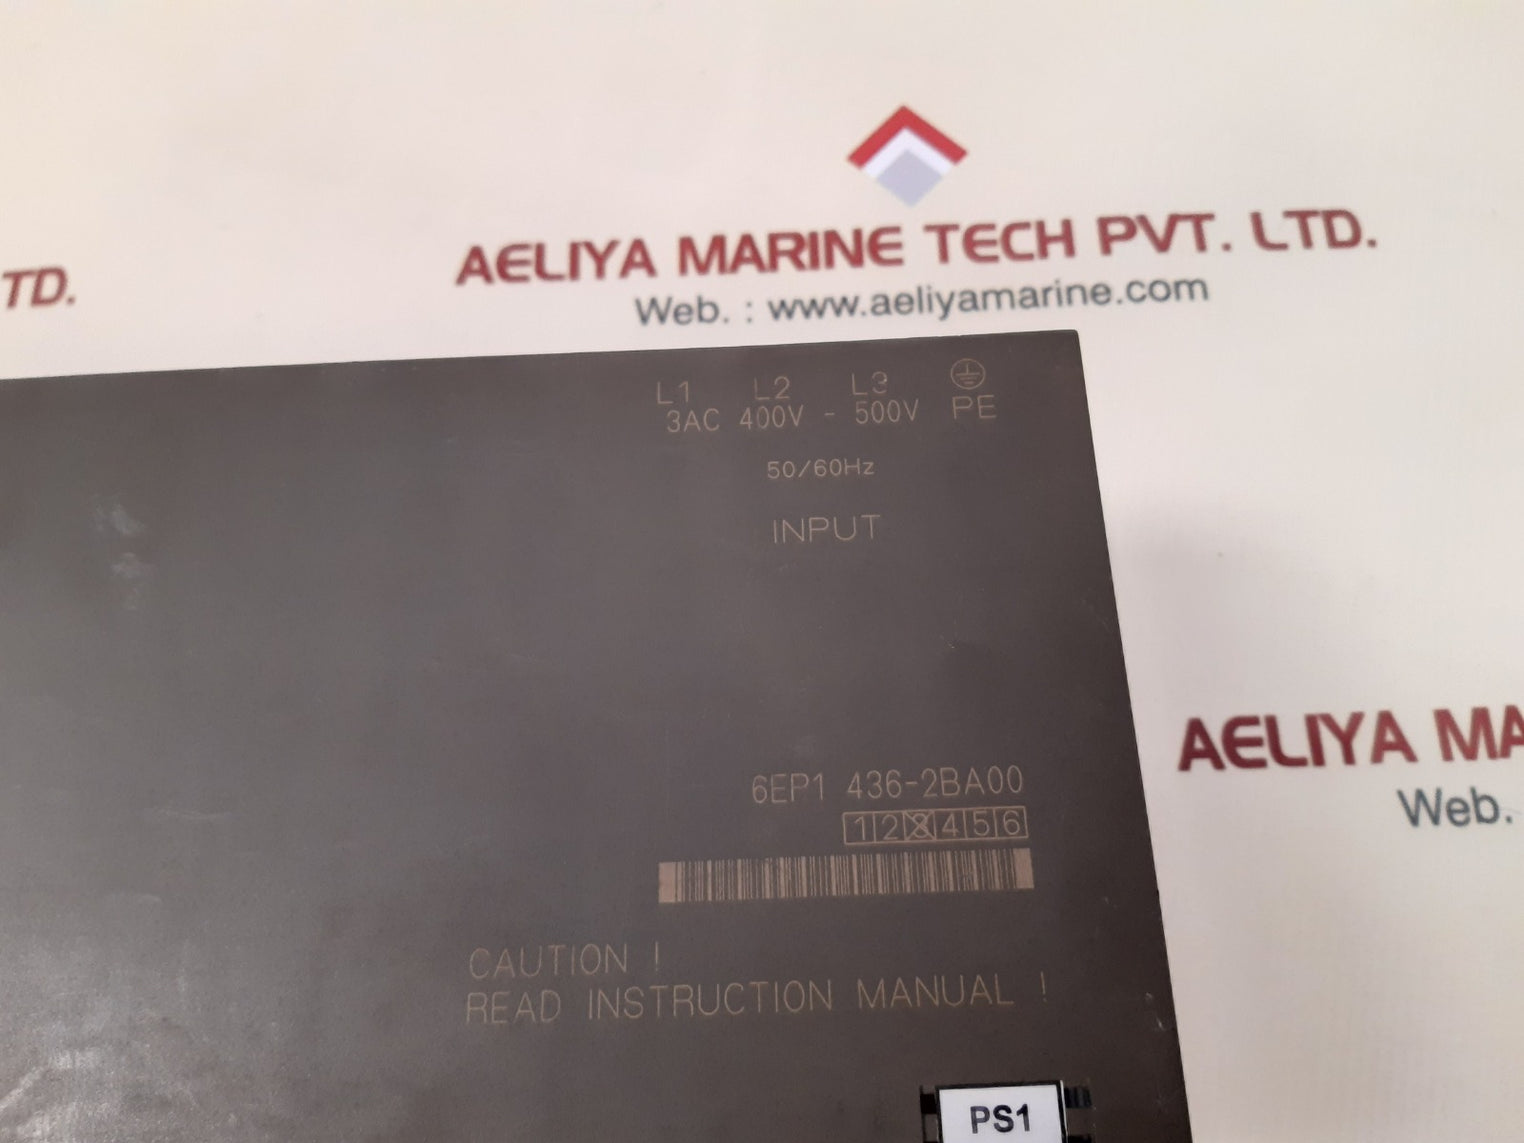 AELIYA MARINE TECH PVT. LTD.
Web. : www.aeliyamarine.com
TD.
L1 L2 L3 PE
3AC 400V - 500V
50/60Hz
INPUT
AELIYA MA
Web.
6EP1 436-2BA00
1 2 3 4 5 6
CAUTION !
READ INSTRUCTION MANUAL !
PS1